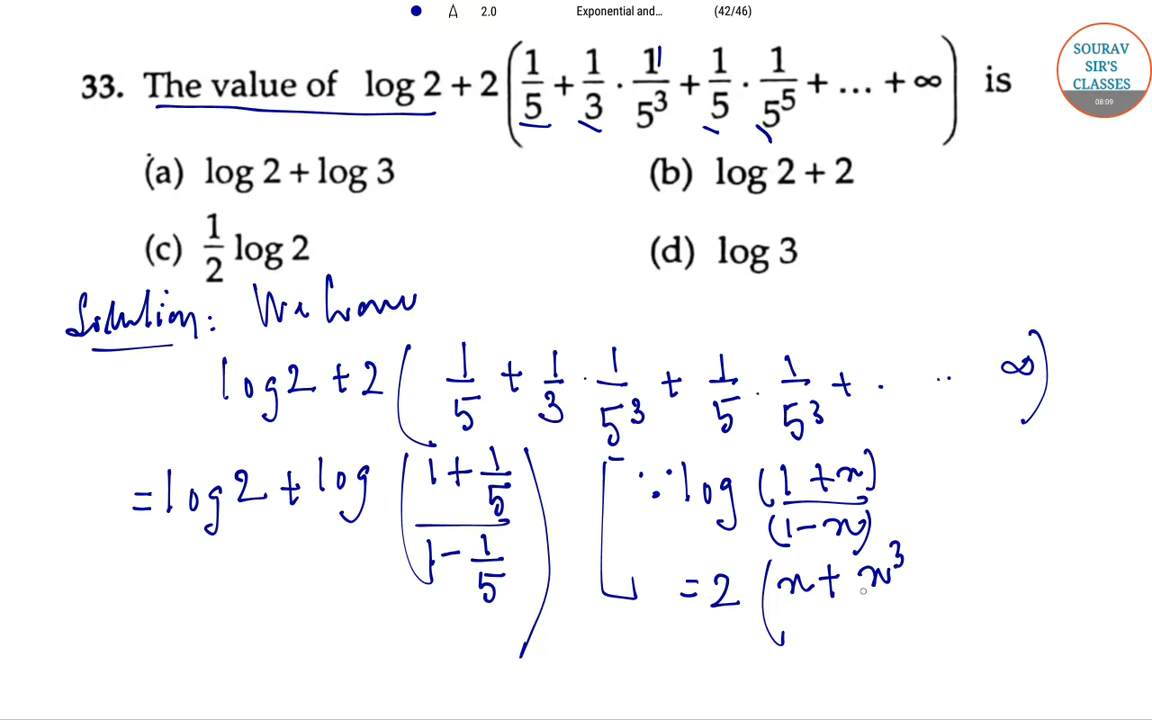 A 2.0 Exponential and... (42/46)
SOURAV
SIR'S
CLASSES
08:09
33. The value of log 2 + 2 (1/5 + 1/3 · 1/5³ + 1/5 · 1/5⁵ + ... + ∞) is
(a) log 2 + log 3 (b) log 2 + 2
(c) 1/2 log 2 (d) log 3
Solution: We have
log 2 + 2 ( 1/5 + 1/3 · 1/5³ + 1/5 · 1/5³ + · ·· ∞ )
= log 2 + log ( (1 + 1/5) / (1 - 1/5) ) [ ∵ log (1 + x)/(1 - x)
= 2 ( x + x³